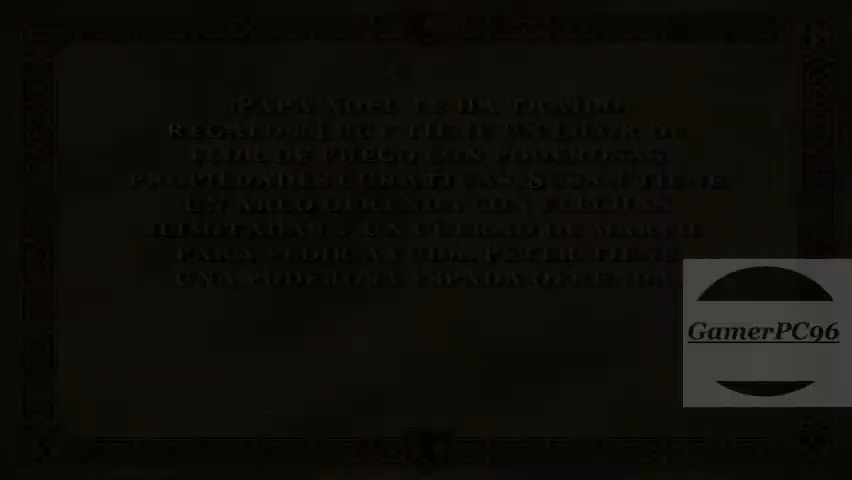 ¡PAPÁ NOEL TE HA TRAÍDO
REGALOS! LUCY TIENE UN LICOR DE
FLOR DE FUEGO CON PODEROSAS
PROPIEDADES CURATIVAS. SUSAN TIENE
UN ARCO OFRENDA CON FLECHAS
ILIMITADAS Y UN CUERNO DE MARFIL
PARA PEDIR AYUDA. PETER TIENE
UNA PODEROSA ESPADA OFRENDA.
GamerPC96